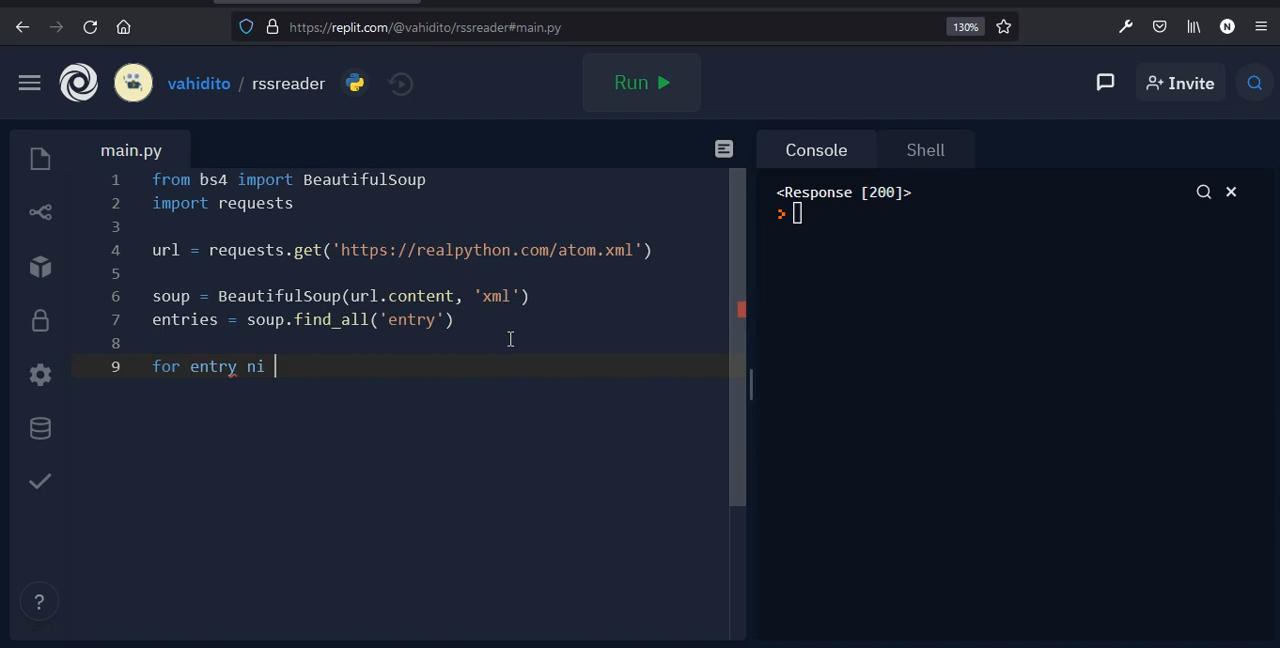 https://replit.com/@vahidito/rssreader#main.py
130%
N
vahidito / rssreader
Run
Invite
main.py
Console
Shell
1 from bs4 import BeautifulSoup
2 import requests
3
4 url = requests.get('https://realpython.com/atom.xml')
5
6 soup = BeautifulSoup(url.content, 'xml')
7 entries = soup.find_all('entry')
8
9 for entry ni
<Response [200]>
?